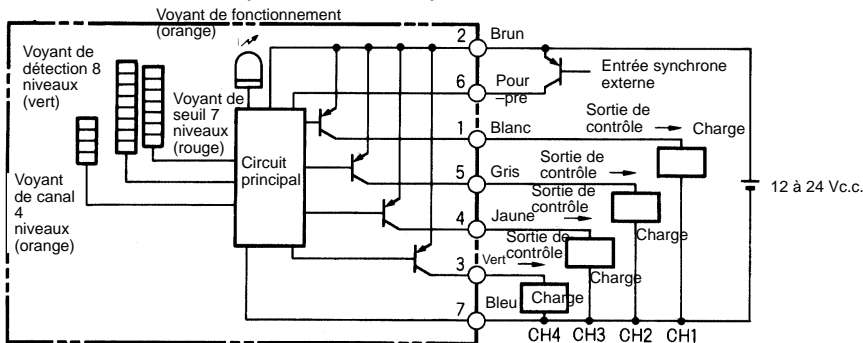 Voyant de fonctionnement
(orange)
Voyant de
détection 8
niveaux
(vert)
Voyant de
seuil 7
niveaux
(rouge)
Voyant
de canal
4
niveaux
(orange)
Circuit
principal
2 Brun
6 Pour
–pre
1 Blanc
5 Gris
4 Jaune
3 Vert
7 Bleu
Entrée synchrone
externe
Sortie de
contrôle
Charge
Sortie de
contrôle
Charge
Sortie de
contrôle
Charge
Sortie de
contrôle
Charge
12 à 24 Vc.c.
CH4 CH3 CH2 CH1